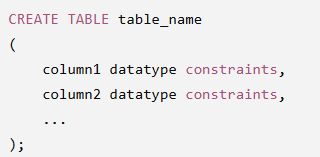 CREATE TABLE table_name
(
    column1 datatype constraints,
    column2 datatype constraints,
    ...
);